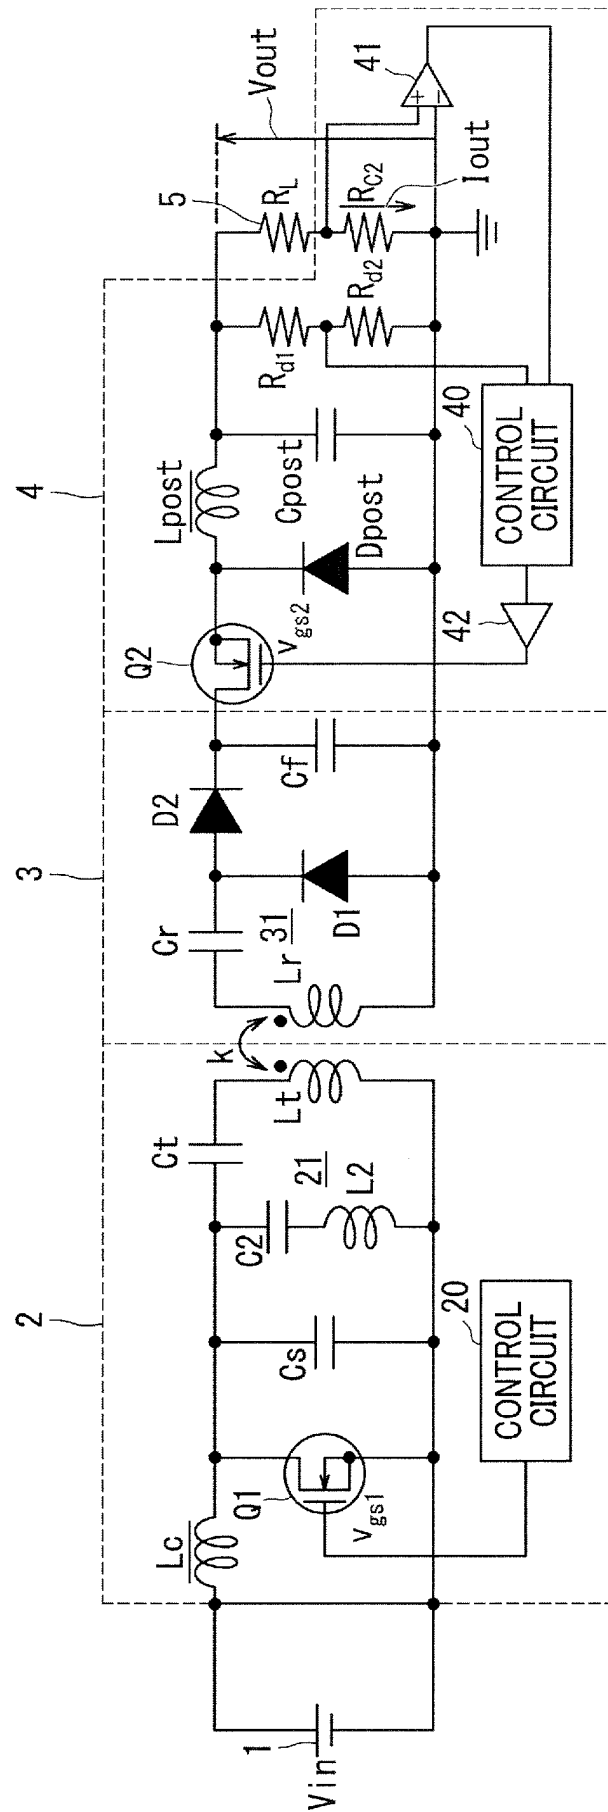 2
3
4
Lc
Ct
k
Cr
D2
Q2
Lpost
5
Vout
Q1
Cs
C2
21
L2
Lt
Lr
31
D1
Cf
Vgs2
Dpost
Cpost
Rd1
Rd2
RL
RC2
Iout
41
+
−
1
Vin
Vgs1
20
CONTROL
CIRCUIT
42
40
CONTROL
CIRCUIT